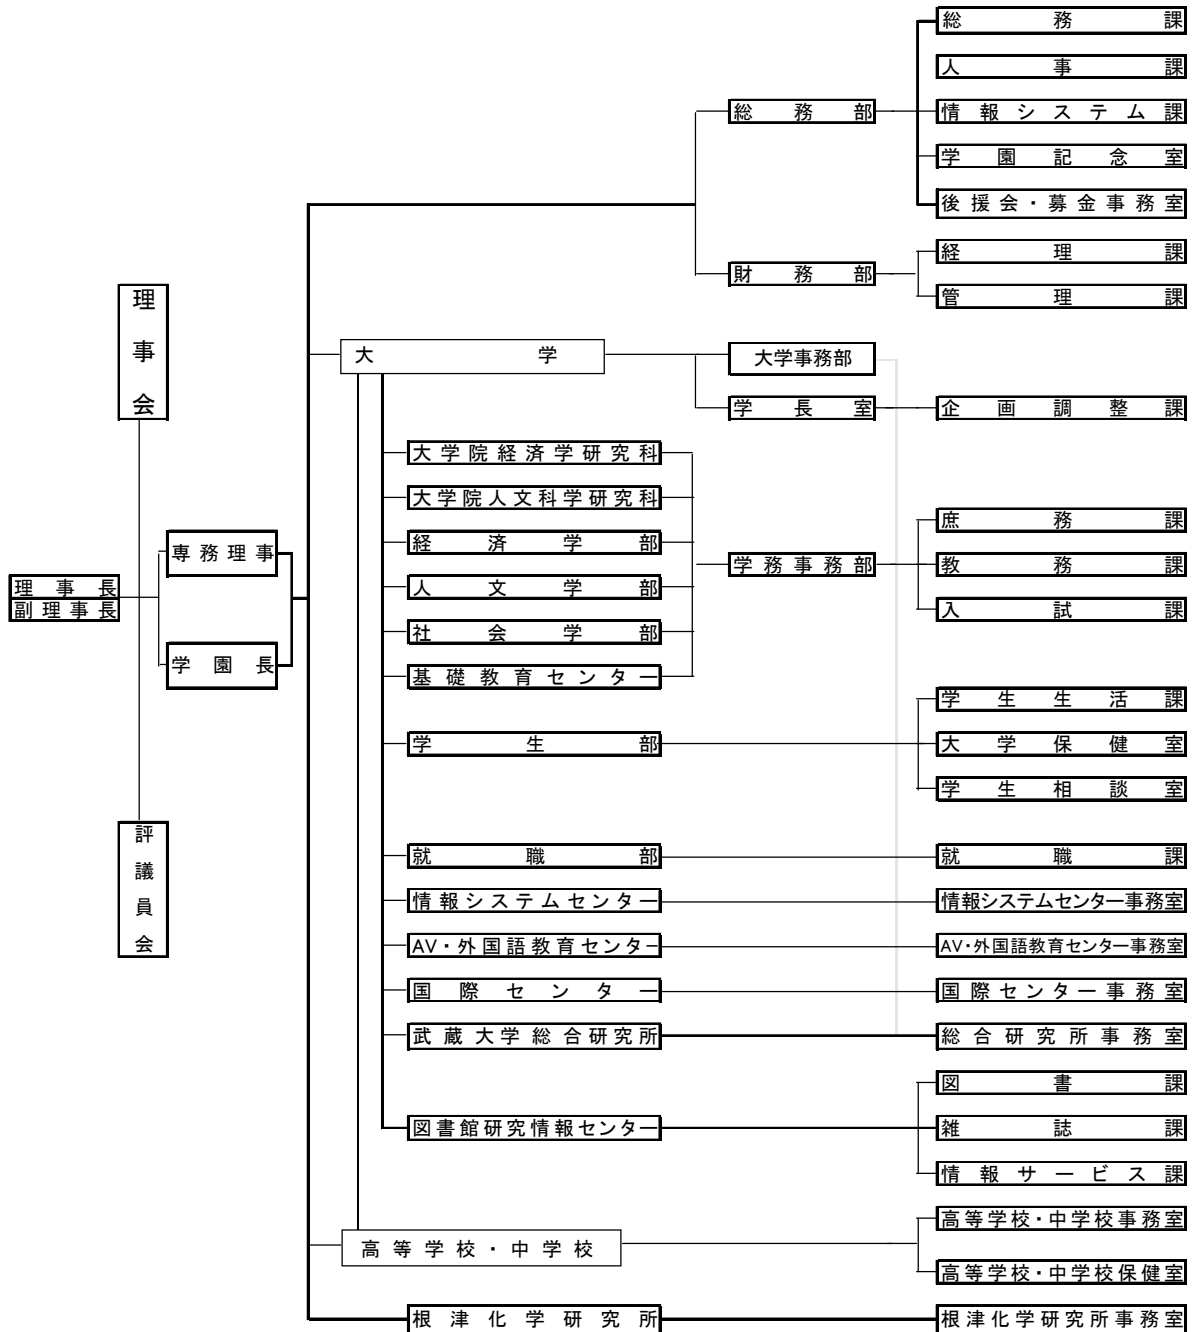 総務課
人事課
総務部
情報システム課
学園記念室
後援会・募金事務室
経理課
財務部
管理課
理事会
大学
大学事務部
学長室
企画調整課
大学院経済学研究科
大学院人文科学研究科
庶務課
経済学部
専務理事
学務事務部
教務課
理事長
副理事長
人文学部
入試課
社会学部
学園長
基礎教育センター
学生生活課
学生部
大学保健室
学生相談室
評議員会
就職部
就職課
情報システムセンター
情報システムセンター事務室
AV・外国語教育センター
AV・外国語教育センター事務室
国際センター
国際センター事務室
武蔵大学総合研究所
総合研究所事務室
図書課
図書館研究情報センター
雑誌課
情報サービス課
高等学校・中学校事務室
高等学校・中学校
高等学校・中学校保健室
根津化学研究所
根津化学研究所事務室